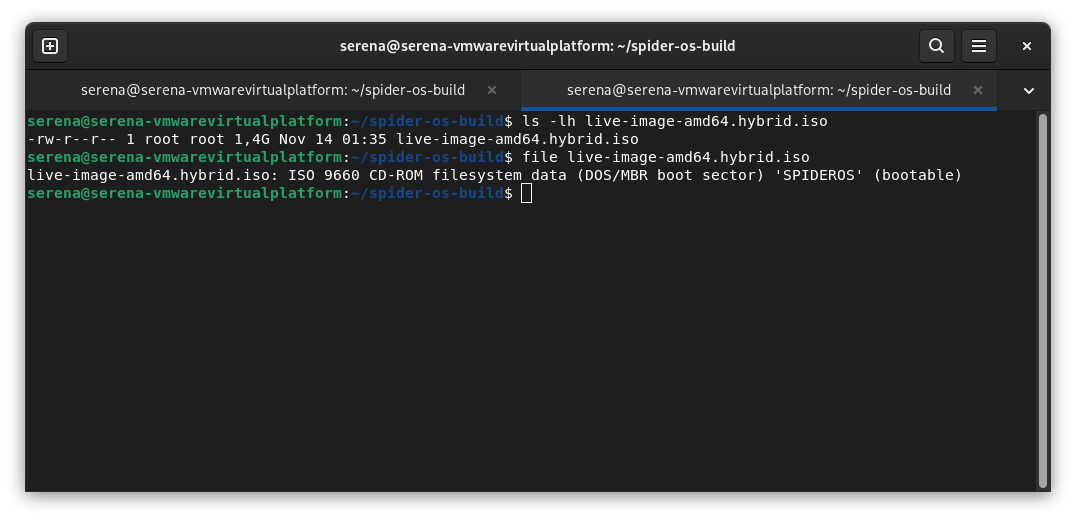 serena@serena-vmwarevirtualplatform: ~/spider-os-build
serena@serena-vmwarevirtualplatform: ~/spider-os-build
serena@serena-vmwarevirtualplatform: ~/spider-os-build
serena@serena-vmwarevirtualplatform:~/spider-os-build$ ls -lh live-image-amd64.hybrid.iso
-rw-r--r-- 1 root root 1,4G Nov 14 01:35 live-image-amd64.hybrid.iso
serena@serena-vmwarevirtualplatform:~/spider-os-build$ file live-image-amd64.hybrid.iso
live-image-amd64.hybrid.iso: ISO 9660 CD-ROM filesystem data (DOS/MBR boot sector) 'SPIDEROS' (bootable)
serena@serena-vmwarevirtualplatform:~/spider-os-build$